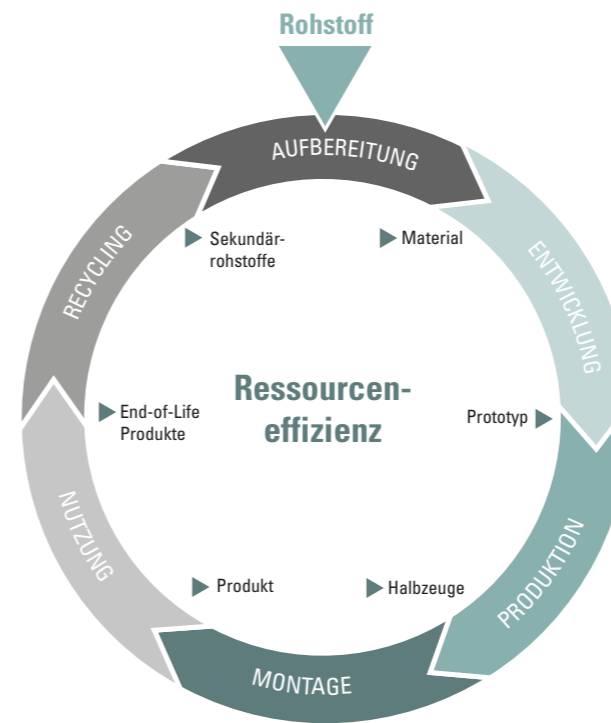 Rohstoff
AUFBEREITUNG
ENTWICKLUNG
PRODUKTION
MONTAGE
NUTZUNG
RECYCLING
Sekundär-
rohstoffe
Material
End-of-Life
Produkte
Ressourcen-
effizienz
Prototyp
Produkt
Halbzeuge